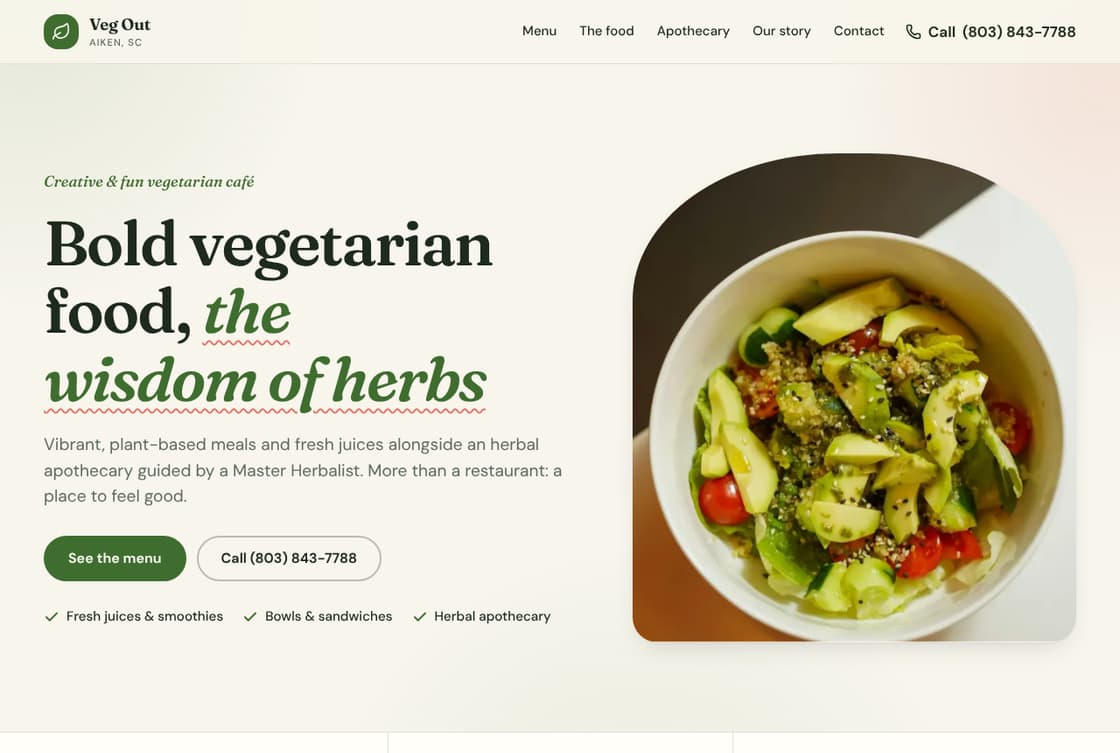 Veg Out
AIKEN, SC
Menu
The food
Apothecary
Our story
Contact
Call (803) 843-7788
Creative & fun vegetarian café
Bold vegetarian
food, the
wisdom of herbs
Vibrant, plant-based meals and fresh juices alongside an herbal
apothecary guided by a Master Herbalist. More than a restaurant: a
place to feel good.
See the menu
Call (803) 843-7788
Fresh juices & smoothies
Bowls & sandwiches
Herbal apothecary